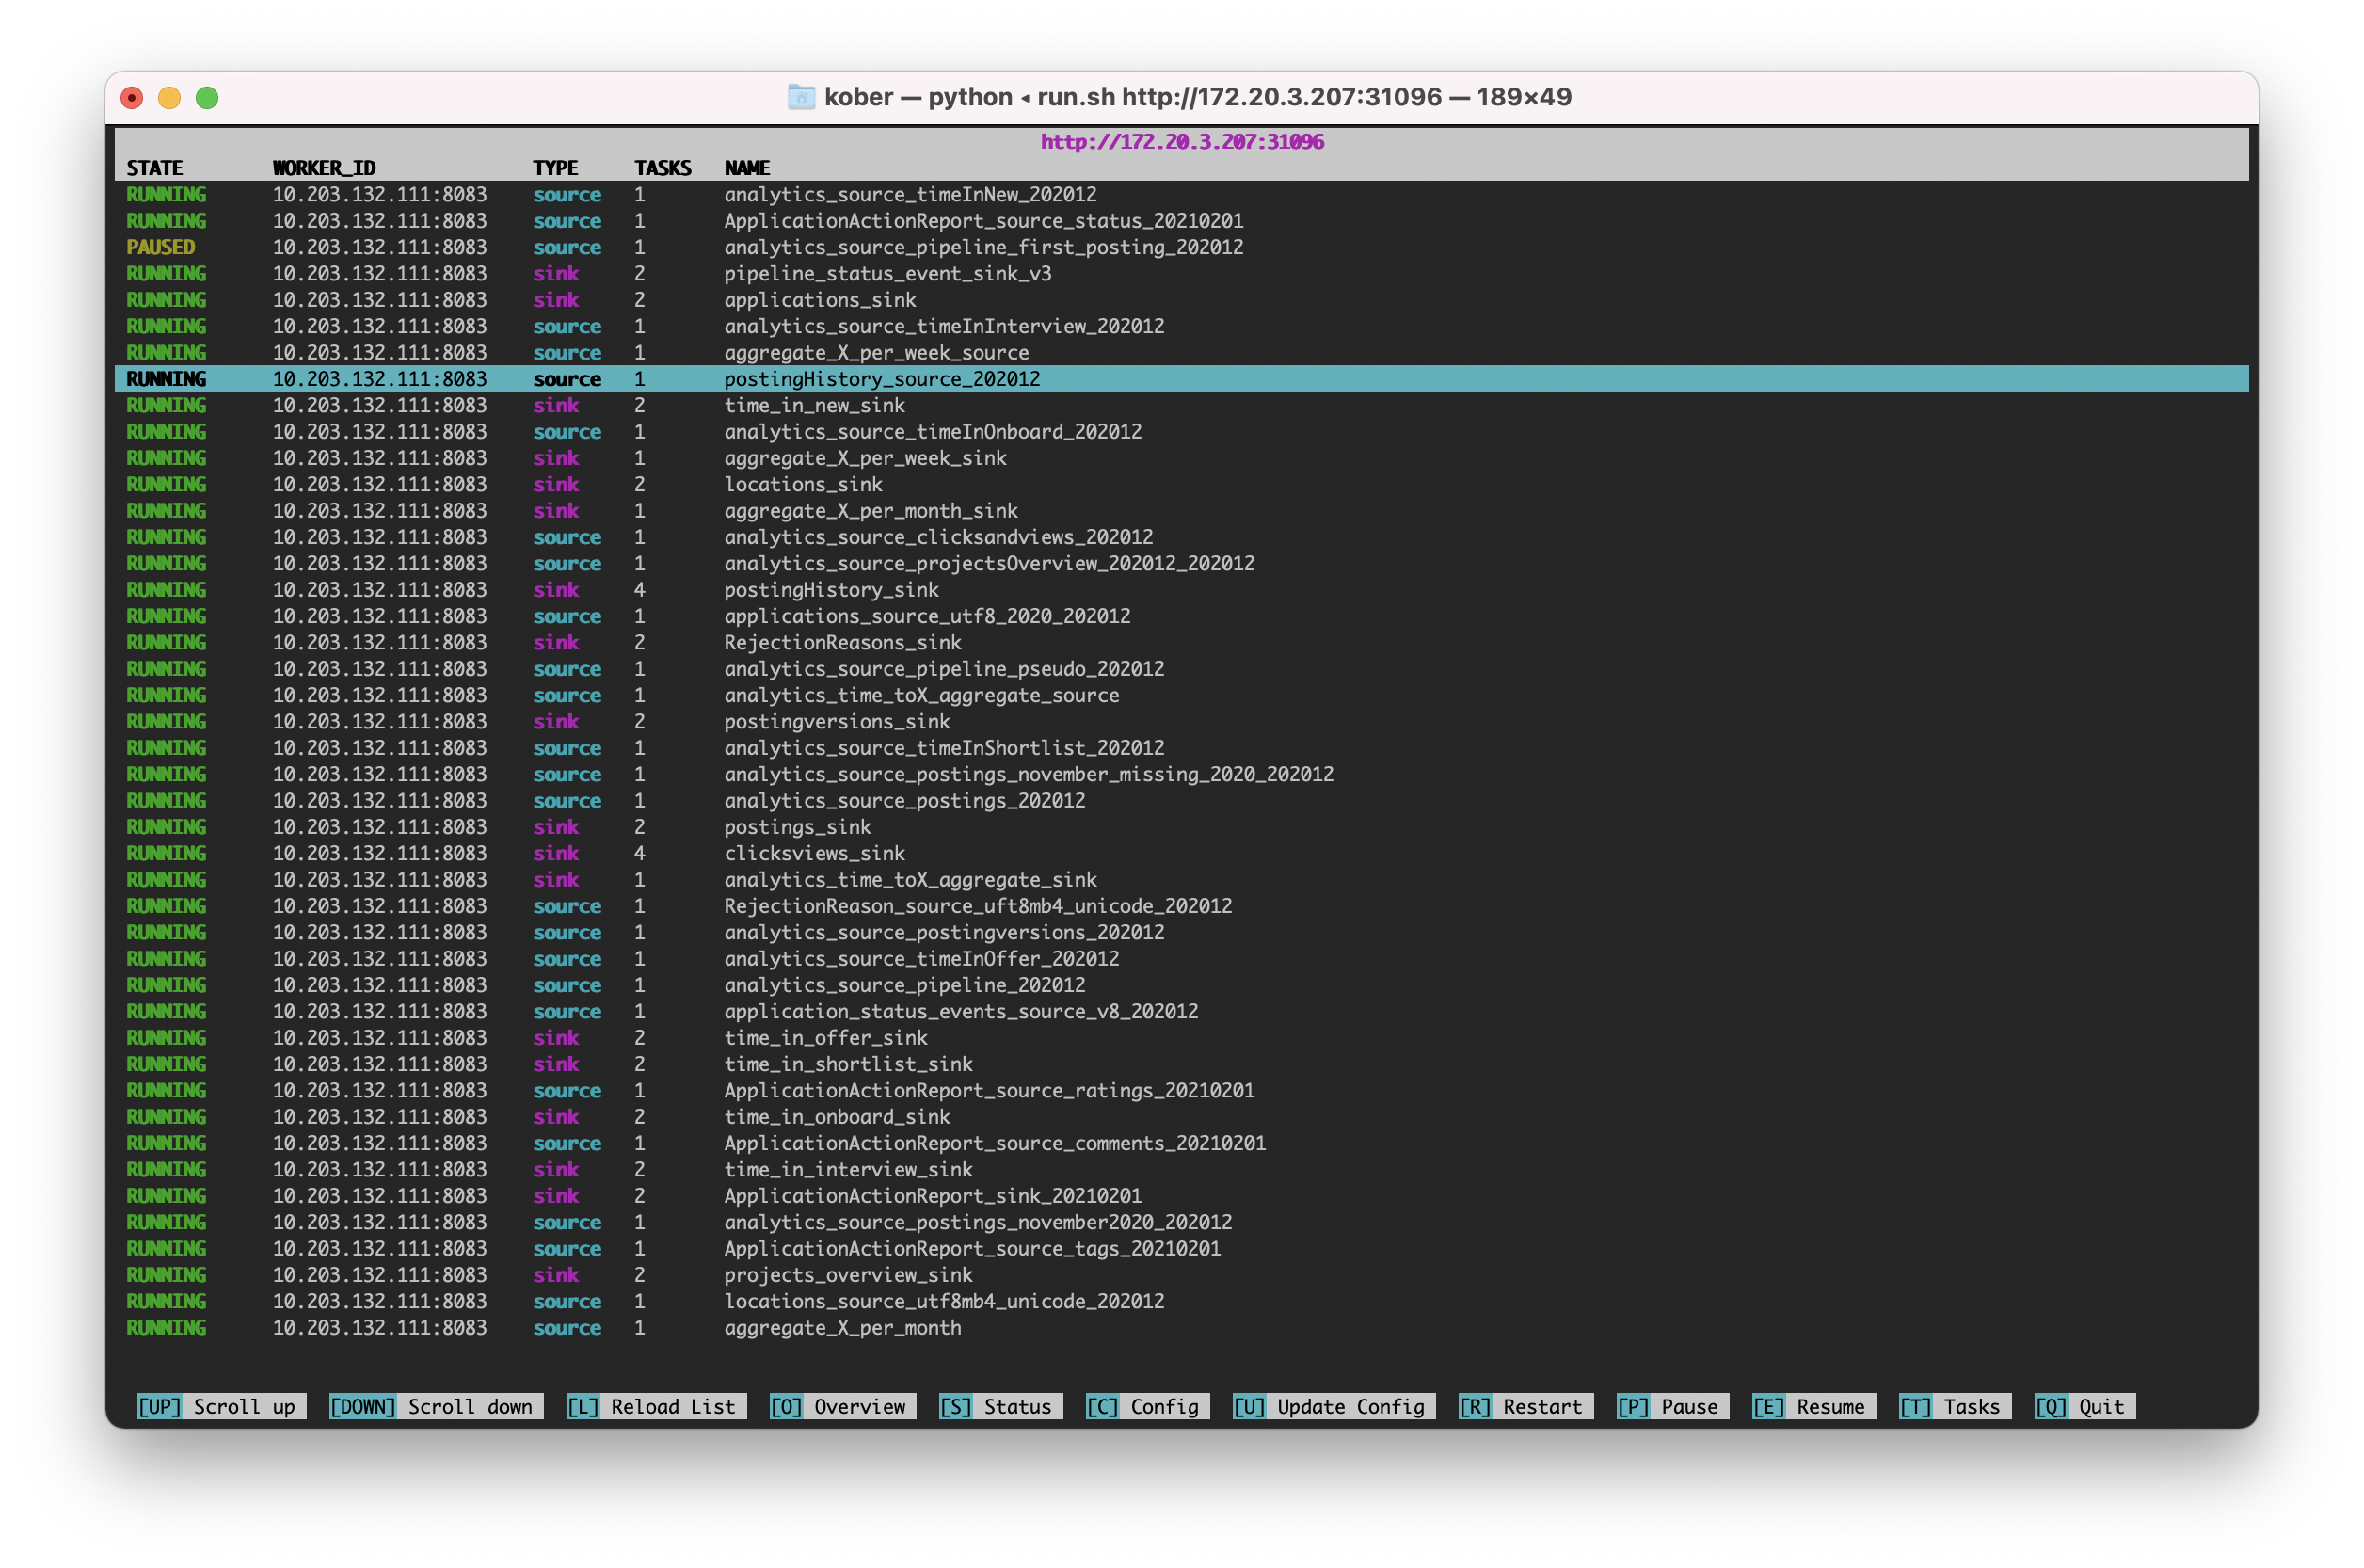 kober — python ◂ run.sh http://172.20.3.207:31096 — 189×49
http://172.20.3.207:31096
STATE WORKER_ID TYPE TASKS NAME
RUNNING 10.203.132.111:8083 source 1 analytics_source_timeInNew_202012
RUNNING 10.203.132.111:8083 source 1 ApplicationActionReport_source_status_20210201
PAUSED 10.203.132.111:8083 source 1 analytics_source_pipeline_first_posting_202012
RUNNING 10.203.132.111:8083 sink 2 pipeline_status_event_sink_v3
RUNNING 10.203.132.111:8083 sink 2 applications_sink
RUNNING 10.203.132.111:8083 source 1 analytics_source_timeInInterview_202012
RUNNING 10.203.132.111:8083 source 1 aggregate_X_per_week_source
RUNNING 10.203.132.111:8083 source 1 postingHistory_source_202012
RUNNING 10.203.132.111:8083 sink 2 time_in_new_sink
RUNNING 10.203.132.111:8083 source 1 analytics_source_timeInOnboard_202012
RUNNING 10.203.132.111:8083 sink 1 aggregate_X_per_week_sink
RUNNING 10.203.132.111:8083 sink 2 locations_sink
RUNNING 10.203.132.111:8083 sink 1 aggregate_X_per_month_sink
RUNNING 10.203.132.111:8083 source 1 analytics_source_clicksandviews_202012
RUNNING 10.203.132.111:8083 source 1 analytics_source_projectsOverview_202012_202012
RUNNING 10.203.132.111:8083 sink 4 postingHistory_sink
RUNNING 10.203.132.111:8083 source 1 applications_source_utf8_2020_202012
RUNNING 10.203.132.111:8083 sink 2 RejectionReasons_sink
RUNNING 10.203.132.111:8083 source 1 analytics_source_pipeline_pseudo_202012
RUNNING 10.203.132.111:8083 source 1 analytics_time_toX_aggregate_source
RUNNING 10.203.132.111:8083 sink 2 postingversions_sink
RUNNING 10.203.132.111:8083 source 1 analytics_source_timeInShortlist_202012
RUNNING 10.203.132.111:8083 source 1 analytics_source_postings_november_missing_2020_202012
RUNNING 10.203.132.111:8083 source 1 analytics_source_postings_202012
RUNNING 10.203.132.111:8083 sink 2 postings_sink
RUNNING 10.203.132.111:8083 sink 4 clicksviews_sink
RUNNING 10.203.132.111:8083 sink 1 analytics_time_toX_aggregate_sink
RUNNING 10.203.132.111:8083 source 1 RejectionReason_source_uft8mb4_unicode_202012
RUNNING 10.203.132.111:8083 source 1 analytics_source_postingversions_202012
RUNNING 10.203.132.111:8083 source 1 analytics_source_timeInOffer_202012
RUNNING 10.203.132.111:8083 source 1 analytics_source_pipeline_202012
RUNNING 10.203.132.111:8083 source 1 application_status_events_source_v8_202012
RUNNING 10.203.132.111:8083 sink 2 time_in_offer_sink
RUNNING 10.203.132.111:8083 sink 2 time_in_shortlist_sink
RUNNING 10.203.132.111:8083 source 1 ApplicationActionReport_source_ratings_20210201
RUNNING 10.203.132.111:8083 sink 2 time_in_onboard_sink
RUNNING 10.203.132.111:8083 source 1 ApplicationActionReport_source_comments_20210201
RUNNING 10.203.132.111:8083 sink 2 time_in_interview_sink
RUNNING 10.203.132.111:8083 sink 2 ApplicationActionReport_sink_20210201
RUNNING 10.203.132.111:8083 source 1 analytics_source_postings_november2020_202012
RUNNING 10.203.132.111:8083 source 1 ApplicationActionReport_source_tags_20210201
RUNNING 10.203.132.111:8083 sink 2 projects_overview_sink
RUNNING 10.203.132.111:8083 source 1 locations_source_utf8mb4_unicode_202012
RUNNING 10.203.132.111:8083 source 1 aggregate_X_per_month
[UP] Scroll up [DOWN] Scroll down [L] Reload List [O] Overview [S] Status [C] Config [U] Update Config [R] Restart [P] Pause [E] Resume [T] Tasks [Q] Quit